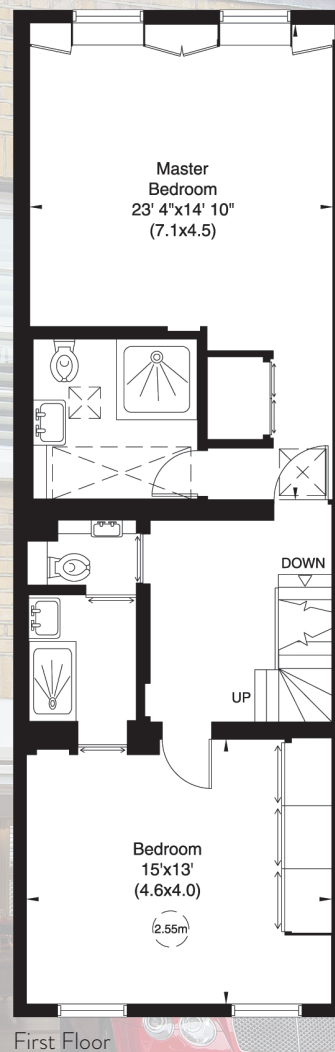 Master
Bedroom
23' 4"x14' 10"
(7.1x4.5)
DOWN
UP
Bedroom
15'x13'
(4.6x4.0)
2.55m
First Floor